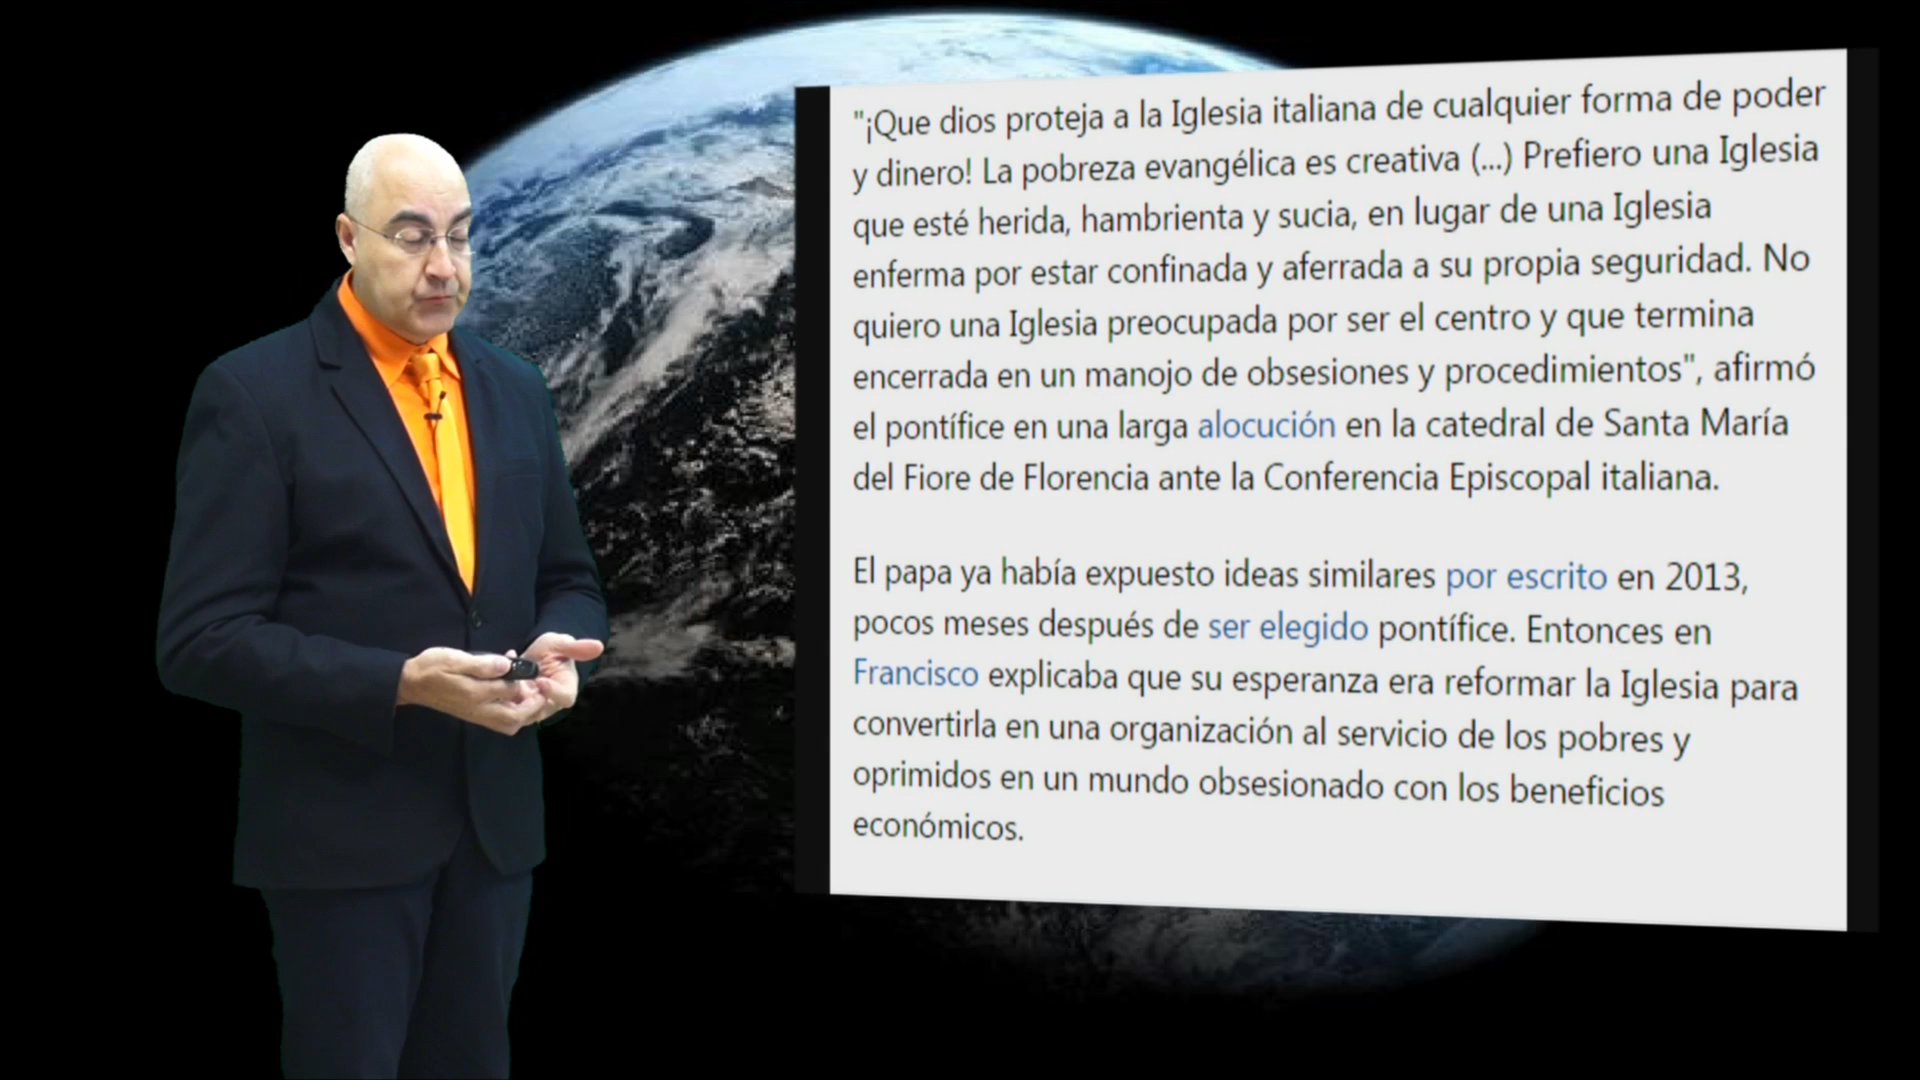 "¡Que dios proteja a la Iglesia italiana de cualquier forma de poder
y dinero! La pobreza evangélica es creativa (...) Prefiero una Iglesia
que esté herida, hambrienta y sucia, en lugar de una Iglesia
enferma por estar confinada y aferrada a su propia seguridad. No
quiero una Iglesia preocupada por ser el centro y que termina
encerrada en un manojo de obsesiones y procedimientos", afirmó
el pontífice en una larga alocución en la catedral de Santa María
del Fiore de Florencia ante la Conferencia Episcopal italiana.
El papa ya había expuesto ideas similares por escrito en 2013,
pocos meses después de ser elegido pontífice. Entonces en
Francisco explicaba que su esperanza era reformar la Iglesia para
convertirla en una organización al servicio de los pobres y
oprimidos en un mundo obsesionado con los beneficios
económicos.